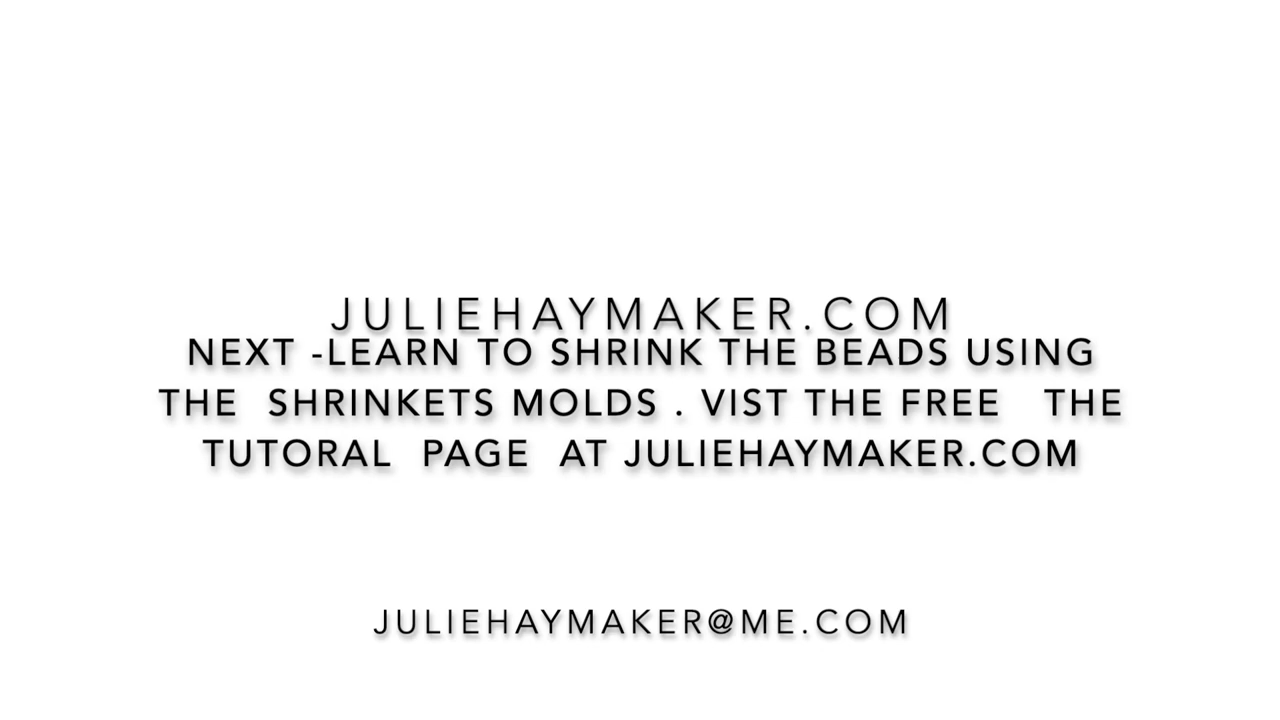 JULIEHAYMAKER.COM
NEXT -LEARN TO SHRINK THE BEADS USING
THE SHRINKETS MOLDS . VIST THE FREE THE
TUTORAL PAGE AT JULIEHAYMAKER.COM
JULIEHAYMAKER@ME.COM